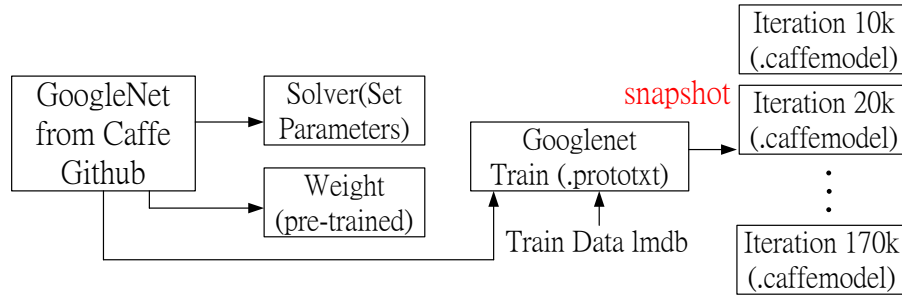 GoogleNet
from Caffe
Github
Solver(Set
Parameters)
Weight
(pre-trained)
Googlenet
Train (.prototxt)
Train Data lmdb
snapshot
Iteration 10k
(.caffemodel)
Iteration 20k
(.caffemodel)
Iteration 170k
(.caffemodel)